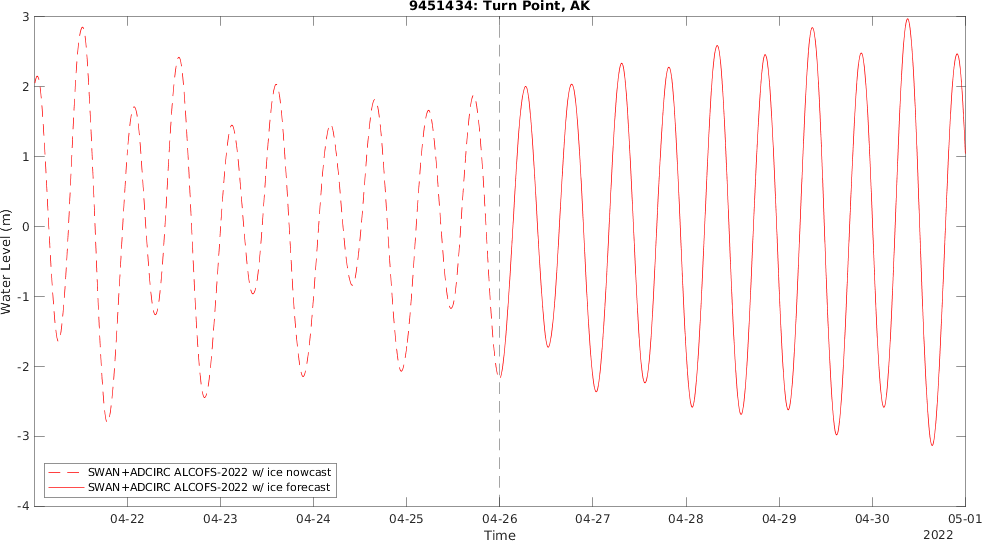 9451434: Turn Point, AK
3
2
1
0
-1
-2
-3
-4
Water Level (m)
SWAN+ADCIRC ALCOFS-2022 w/ ice nowcast
SWAN+ADCIRC ALCOFS-2022 w/ ice forecast
04-22 04-23 04-24 04-25 04-26 04-27 04-28 04-29 04-30 05-01
Time
2022